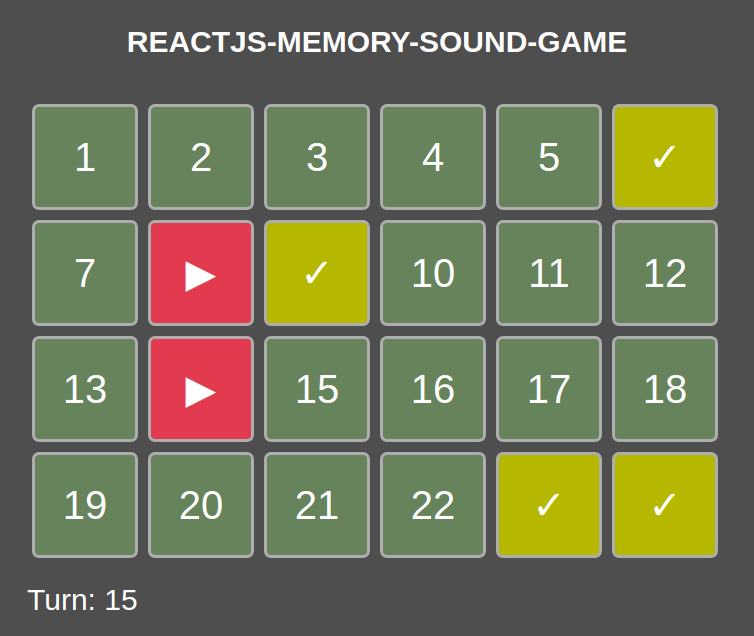 REACTJS-MEMORY-SOUND-GAME
1 2 3 4 5 ✓
7 ▶ ✓ 10 11 12
13 ▶ 15 16 17 18
19 20 21 22 ✓ ✓
Turn: 15